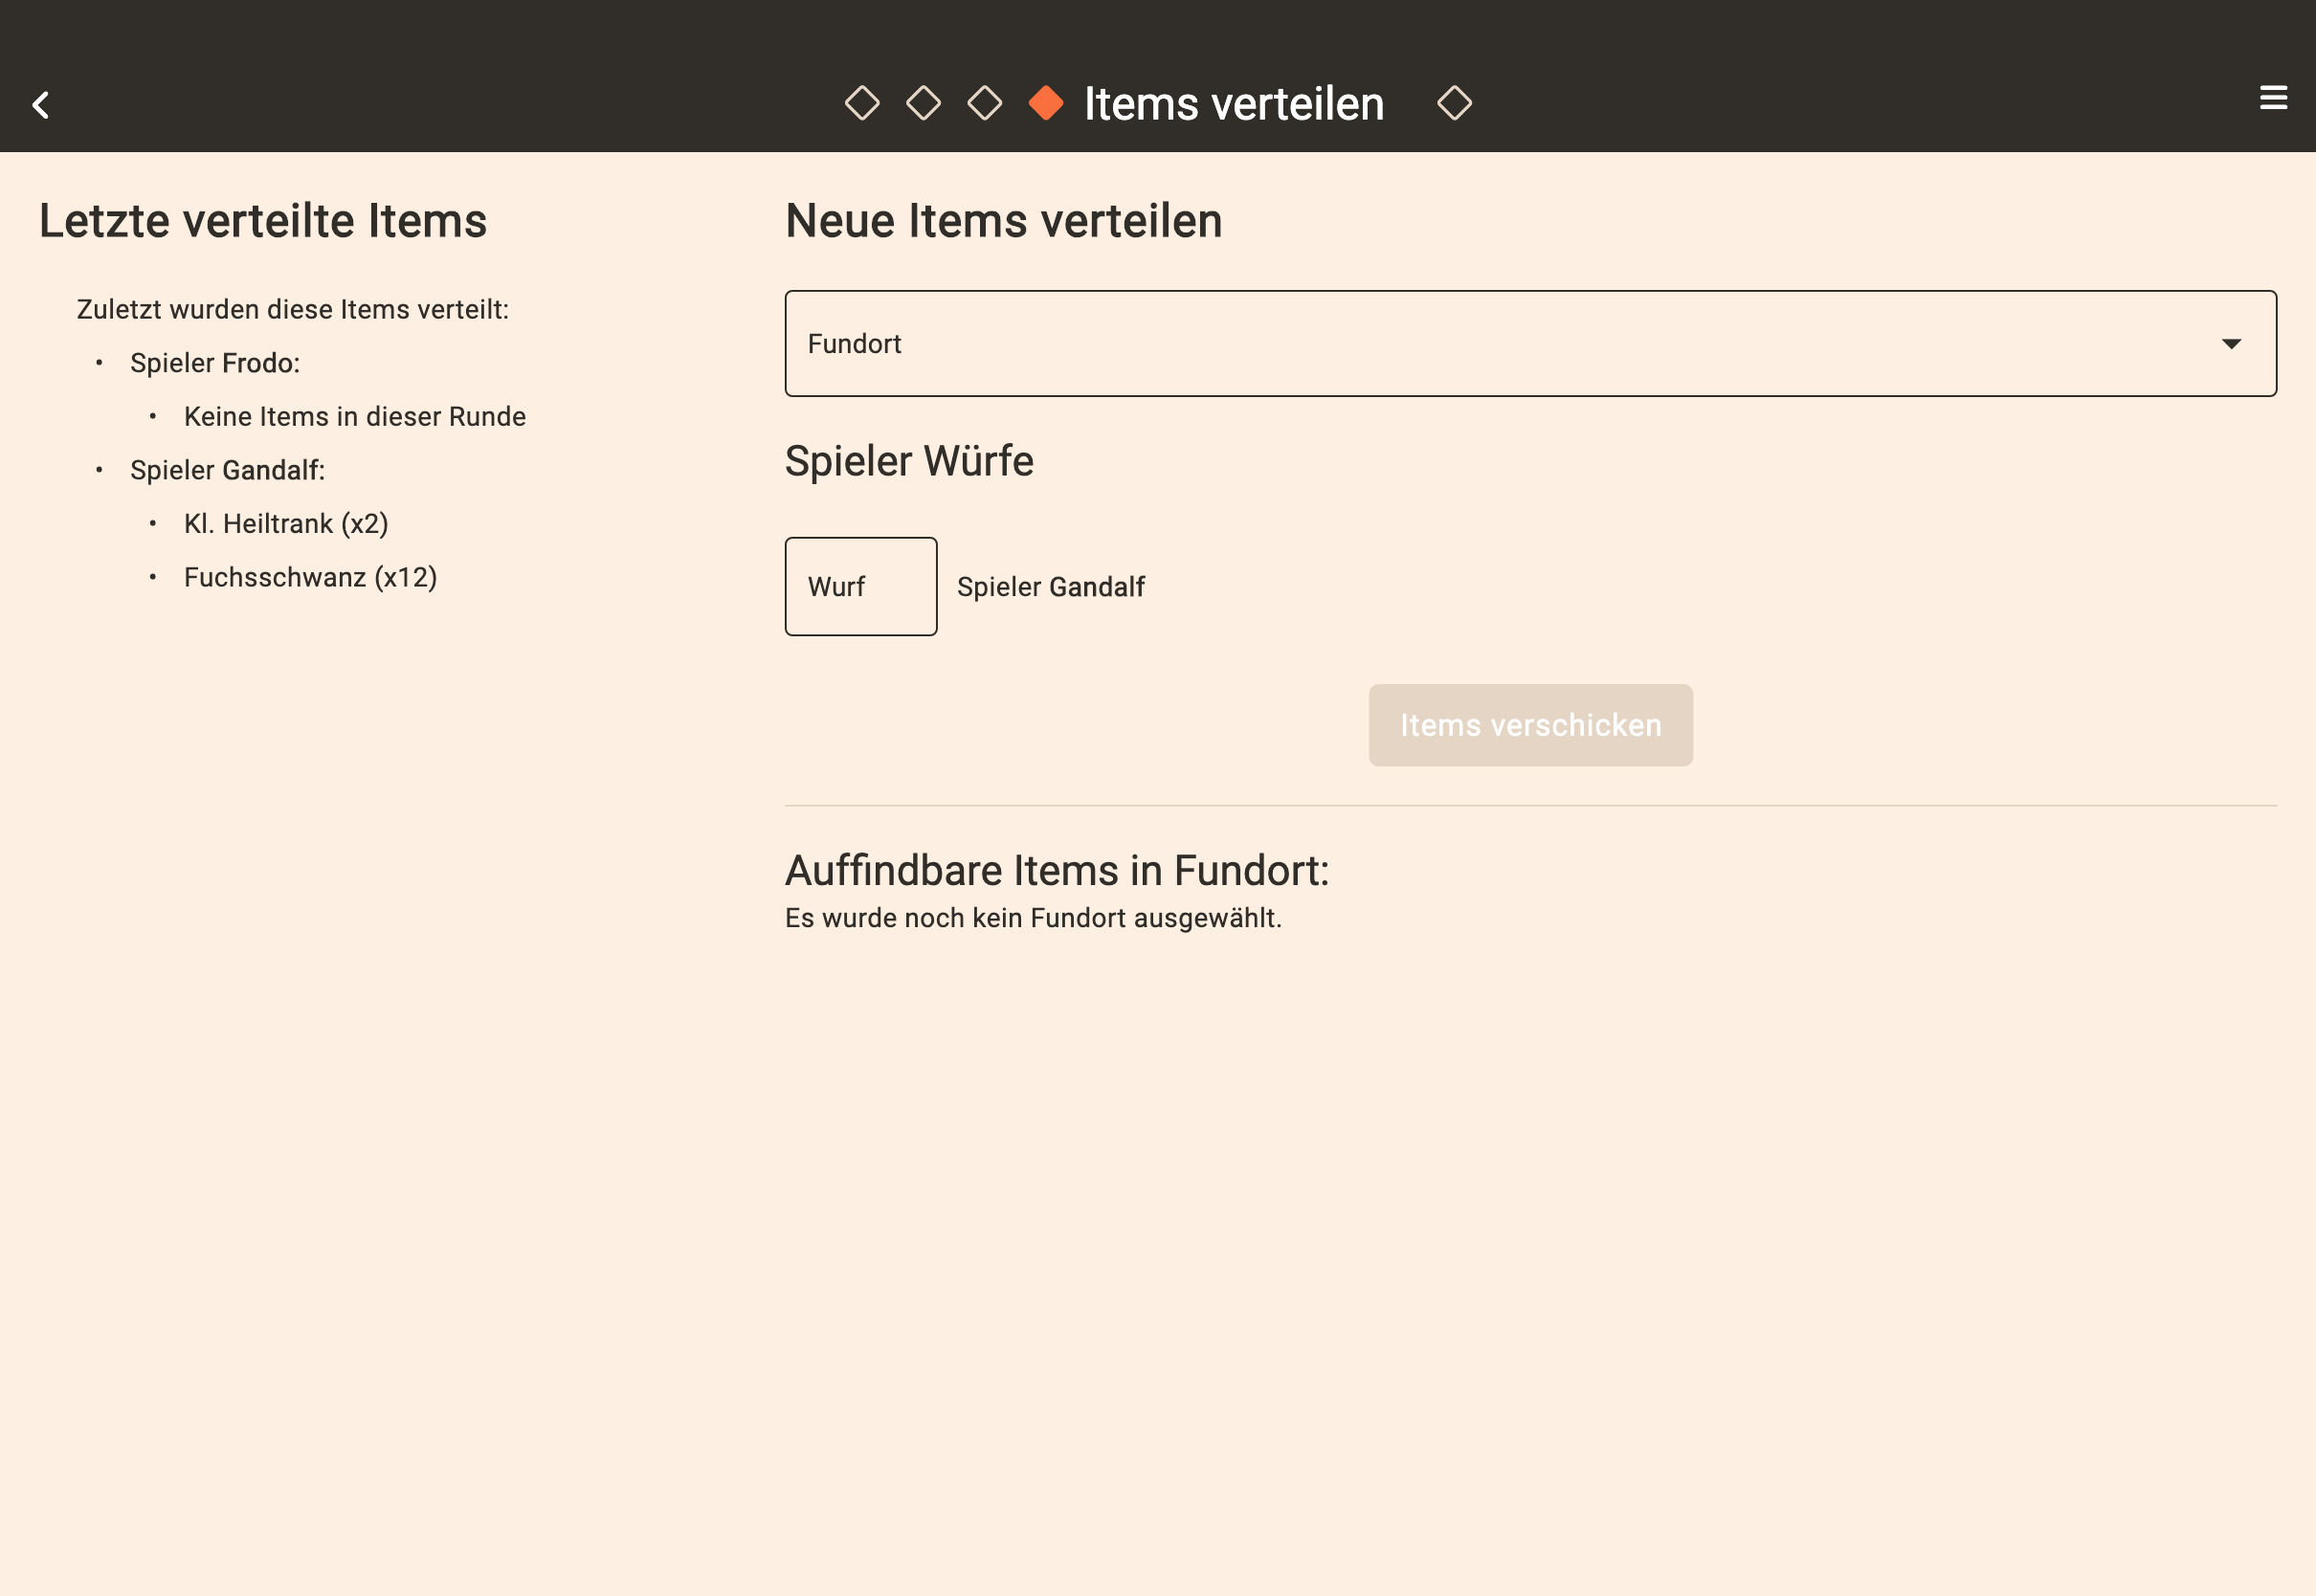 Items verteilen
Letzte verteilte Items
Zuletzt wurden diese Items verteilt:
• Spieler Frodo:
• Keine Items in dieser Runde
• Spieler Gandalf:
• Kl. Heiltrank (x2)
• Fuchsschwanz (x12)
Neue Items verteilen
Fundort
Spieler Würfe
Wurf Spieler Gandalf
Items verschicken
Auffindbare Items in Fundort:
Es wurde noch kein Fundort ausgewählt.